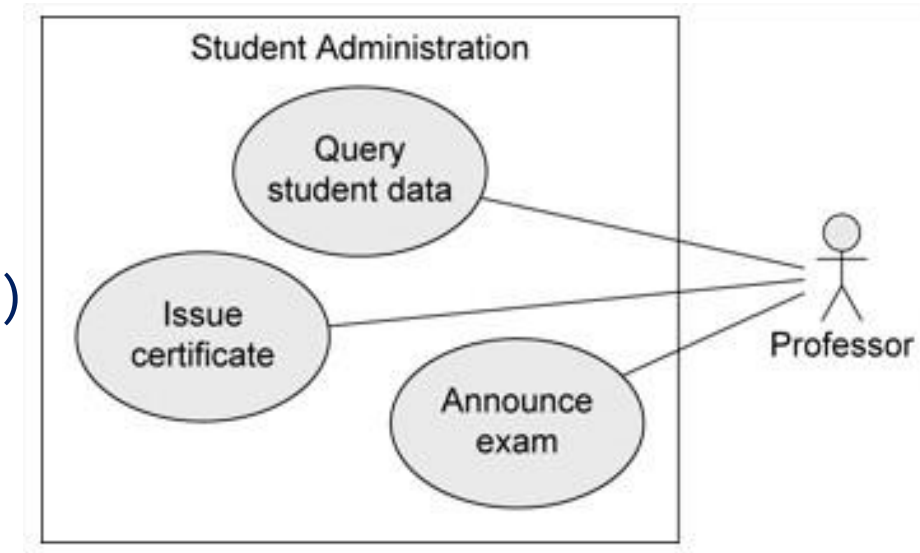 Student Administration
Query
student data
)
Issue
certificate
Professor
Announce
exam